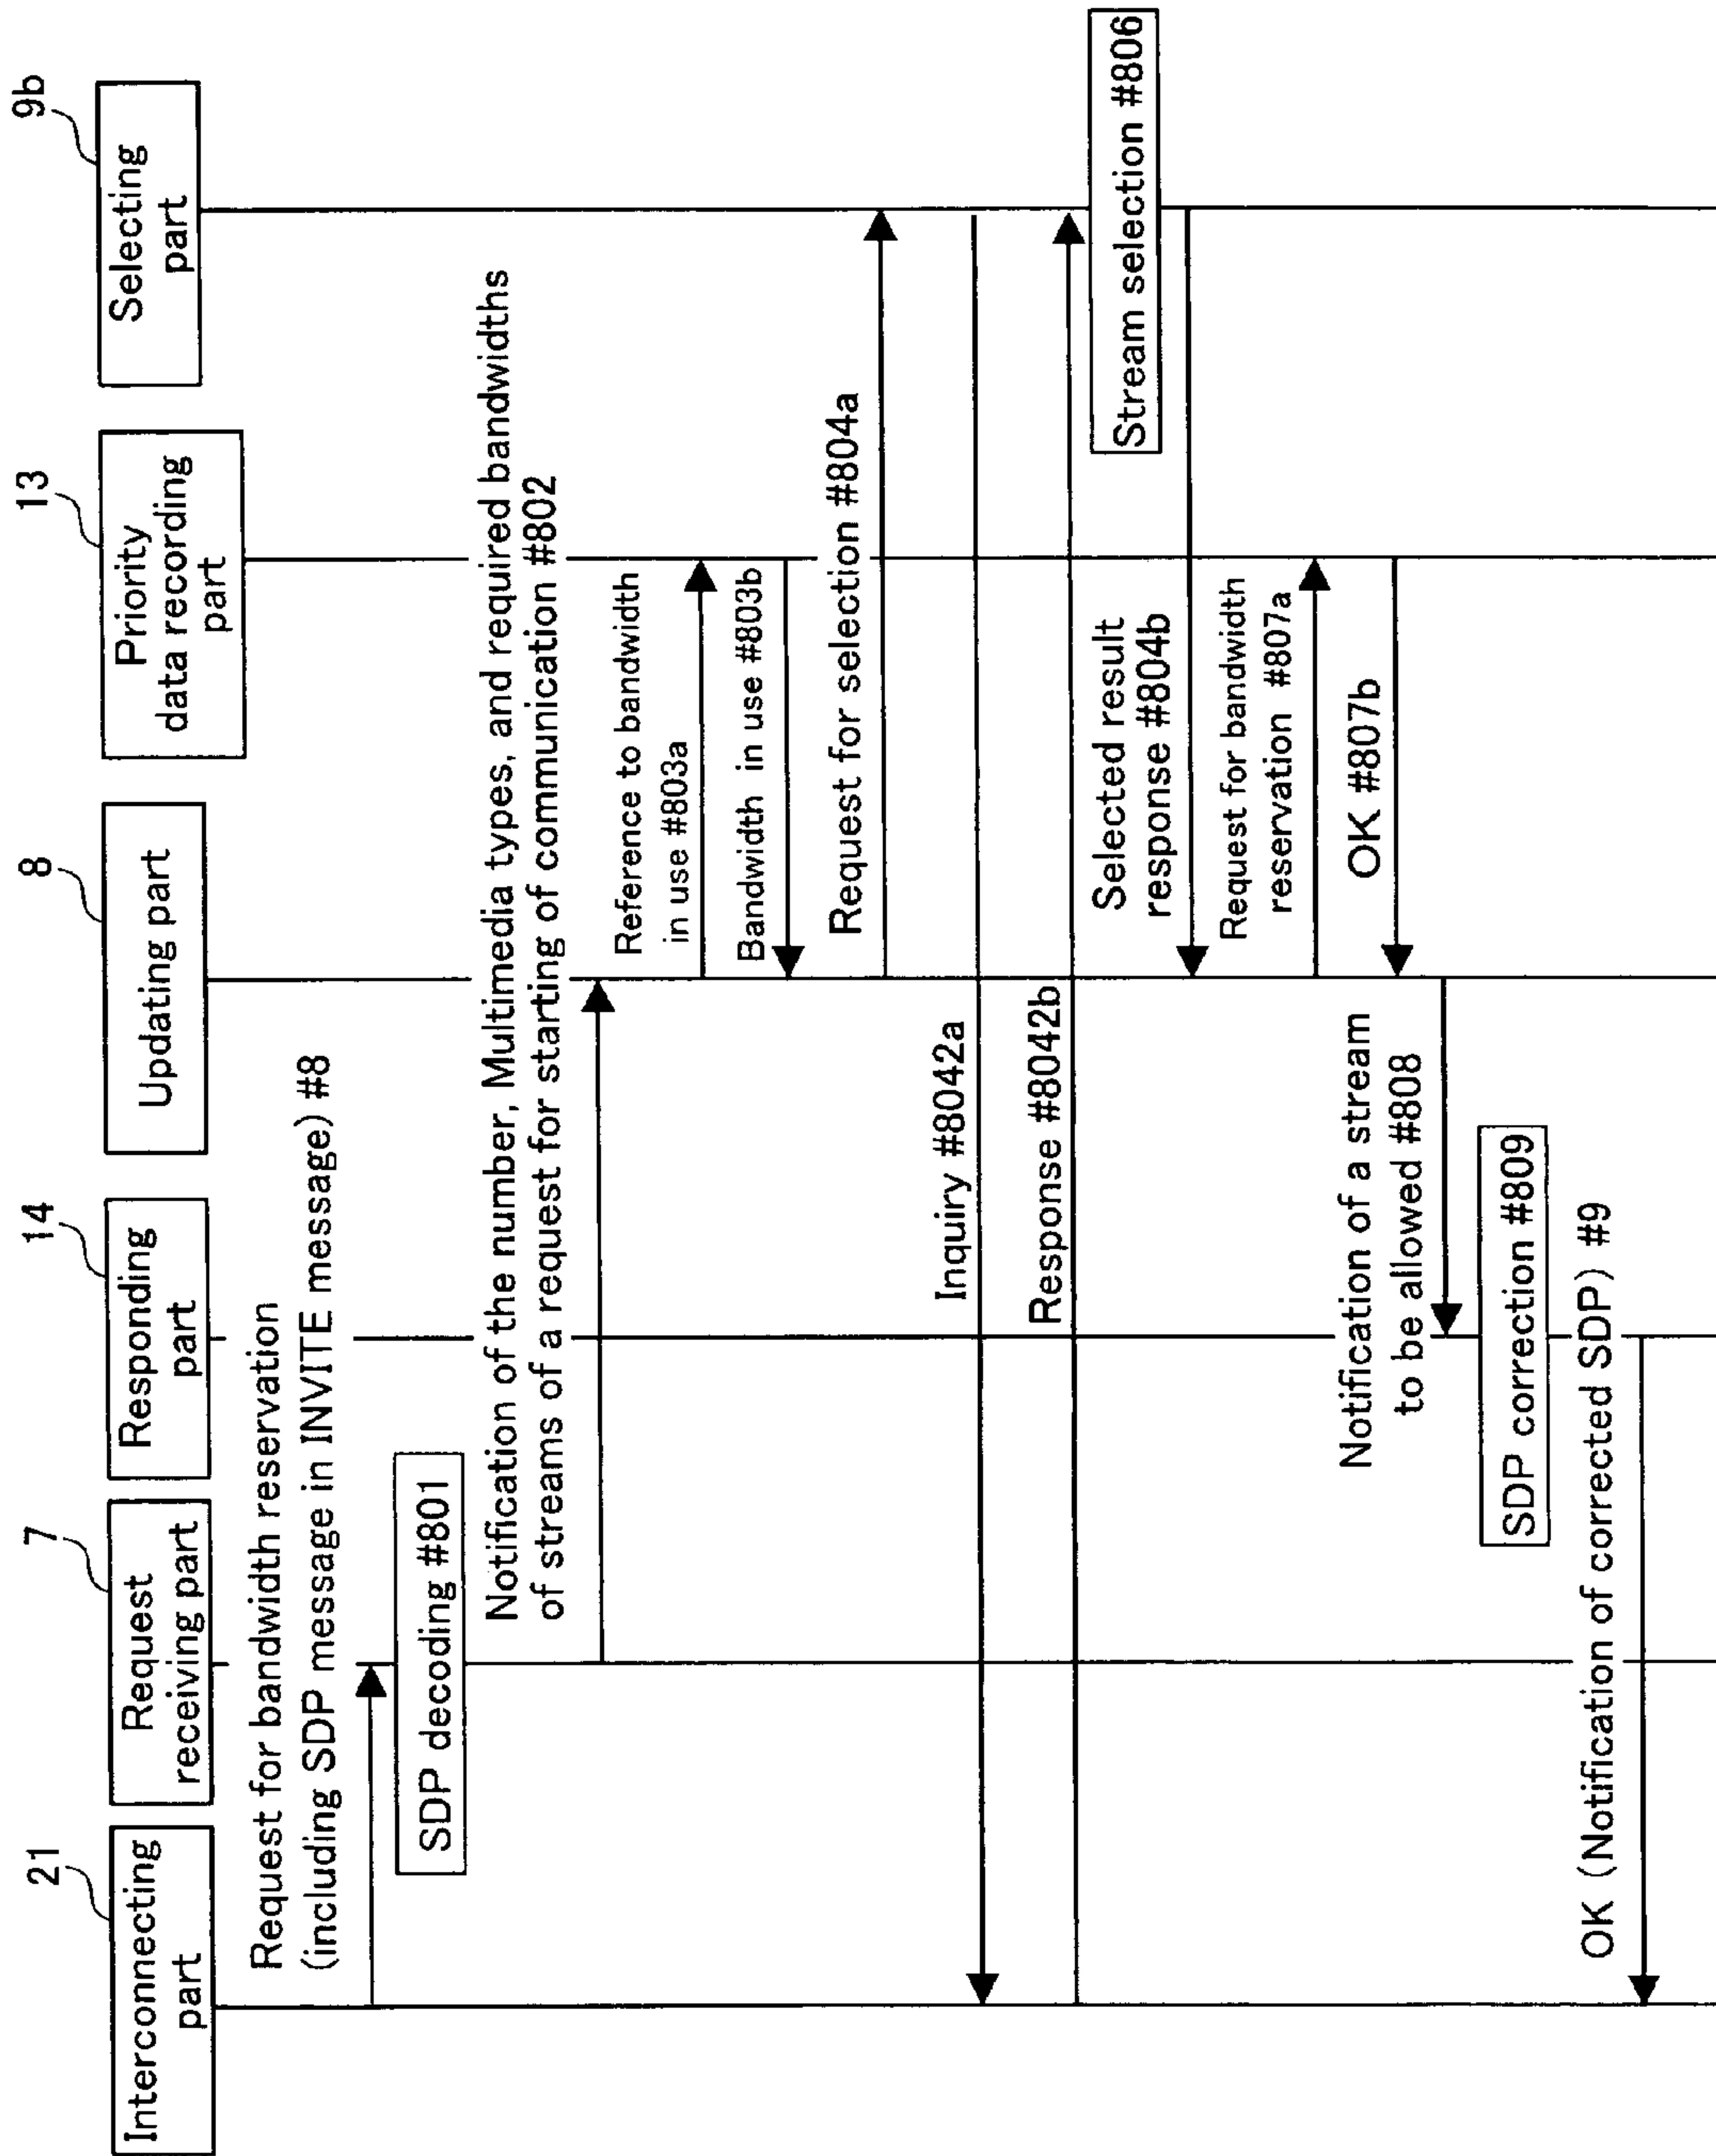 21
Interconnecting
part
7
Request
receiving part
14
Responding
part
8
Updating part
13
Priority
data recording
part
9b
Selecting
part
Request for bandwidth reservation
(including SDP message in INVITE message) #8
SDP decoding #801
Notification of the number, Multimedia types, and required bandwidths
of streams of a request for starting of communication #802
Reference to bandwidth
in use #803a
Bandwidth in use #803b
Request for selection #804a
Inquiry #8042a
Response #8042b
Stream selection #806
Selected result
response #804b
Request for bandwidth
reservation #807a
OK #807b
Notification of a stream
to be allowed #808
SDP correction #809
OK (Notification of corrected SDP) #9